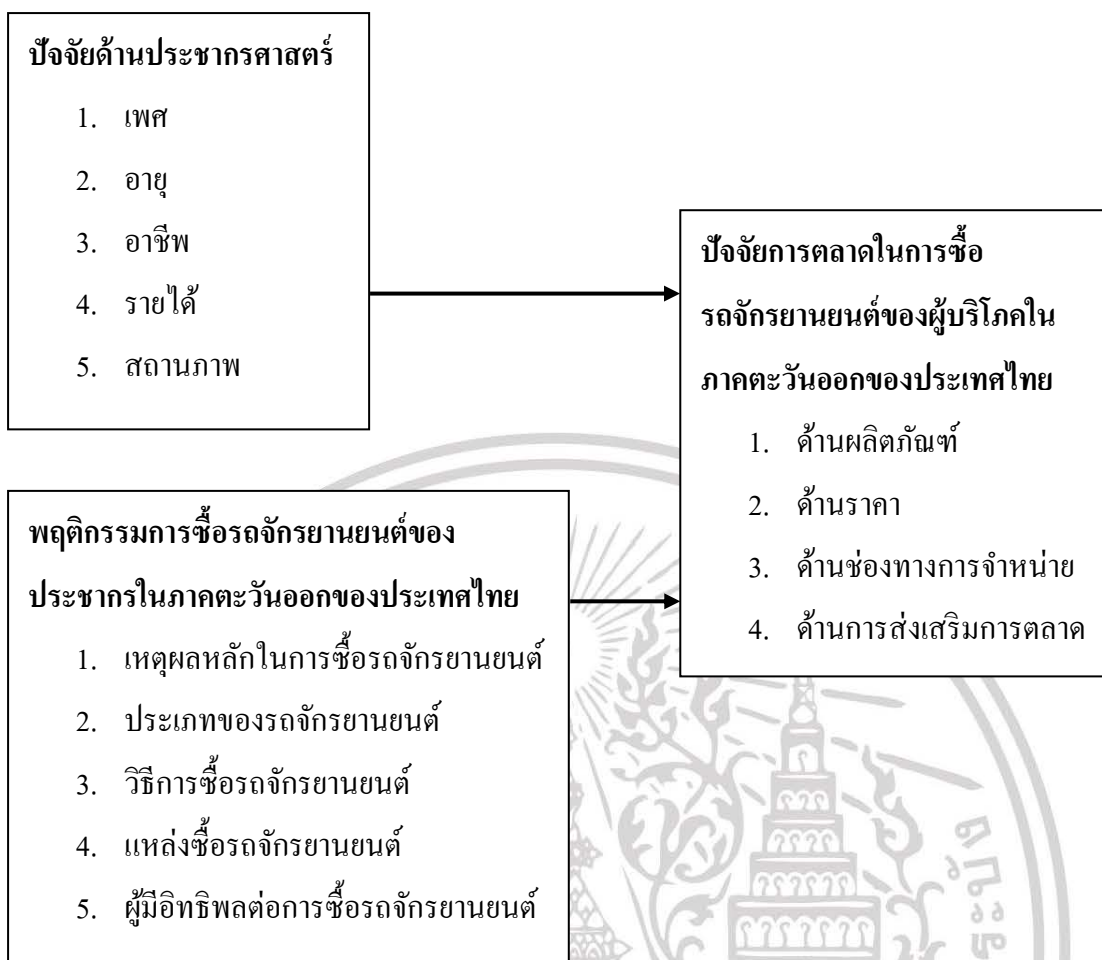 ปัจจัยด้านประชากรศาสตร์
1. เพศ
2. อายุ
3. อาชีพ
4. รายได้
5. สถานภาพ
ปัจจัยการตลาดในการซื้อ
รถจักรยานยนต์ของผู้บริโภคใน
ภาคตะวันออกของประเทศไทย
1. ด้านผลิตภัณฑ์
2. ด้านราคา
3. ด้านช่องทางการจำหน่าย
4. ด้านการส่งเสริมการตลาด
พฤติกรรมการซื้อรถจักรยานยนต์ของ
ประชากรในภาคตะวันออกของประเทศไทย
1. เหตุผลหลักในการซื้อรถจักรยานยนต์
2. ประเภทของรถจักรยานยนต์
3. วิธีการซื้อรถจักรยานยนต์
4. แหล่งซื้อรถจักรยานยนต์
5. ผู้มีอิทธิพลต่อการซื้อรถจักรยานยนต์